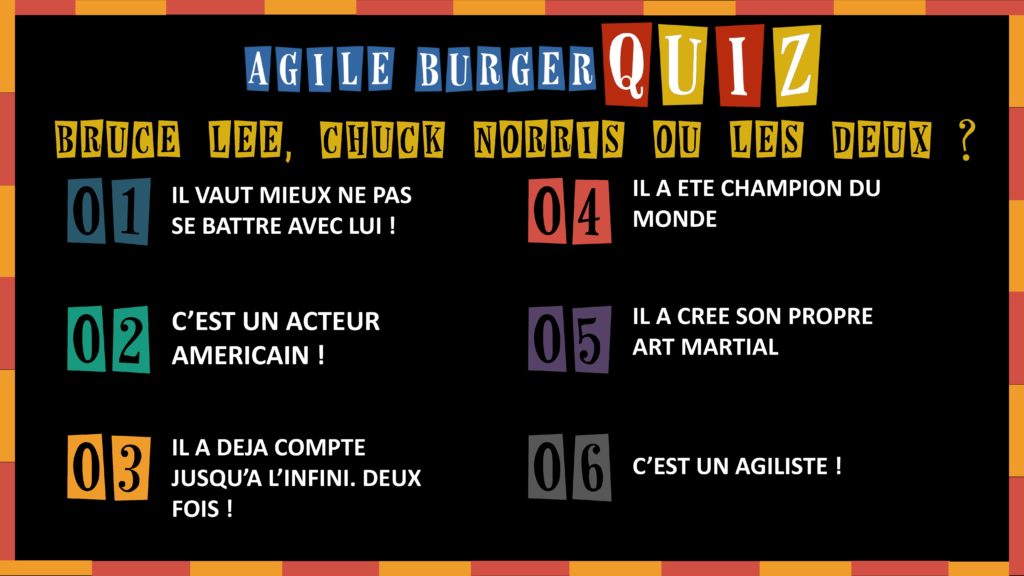 AGILE BURGER QUIZ
BRUCE LEE, CHUCK NORRIS OU LES DEUX ?
01
IL VAUT MIEUX NE PAS
SE BATTRE AVEC LUI !
02
C’EST UN ACTEUR
AMERICAIN !
03
IL A DEJA COMPTE
JUSQU’A L’INFINI. DEUX
FOIS !
04
IL A ETE CHAMPION DU
MONDE
05
IL A CREE SON PROPRE
ART MARTIAL
06
C’EST UN AGILISTE !